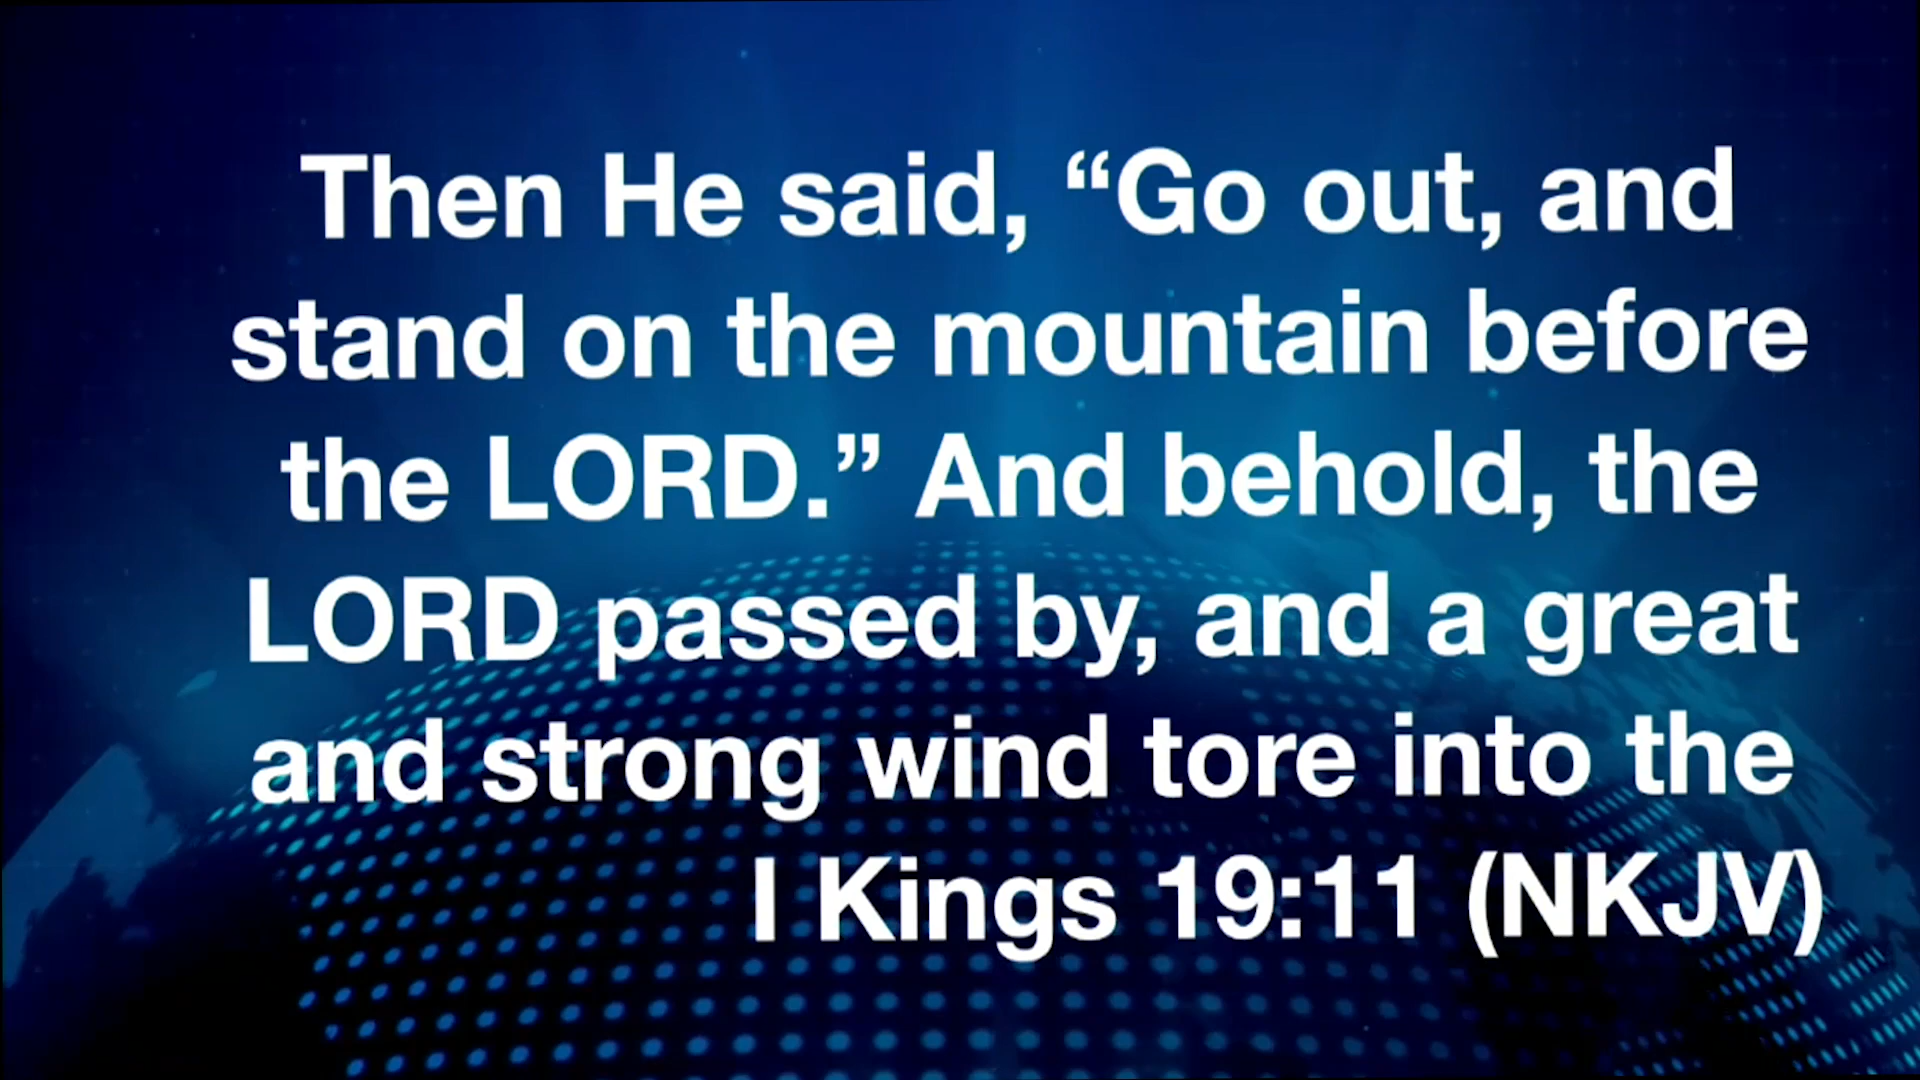 Then He said, “Go out, and
stand on the mountain before
the LORD.” And behold, the
LORD passed by, and a great
and strong wind tore into the
I Kings 19:11 (NKJV)